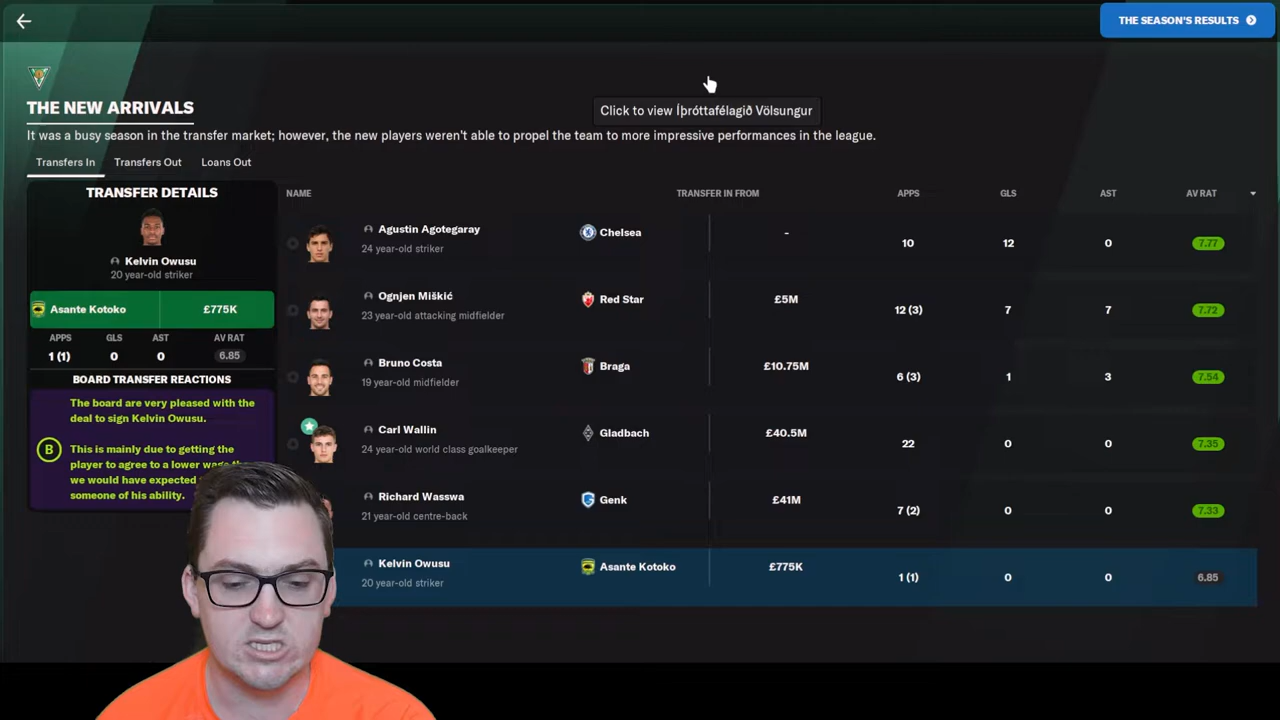 THE SEASON'S RESULTS
THE NEW ARRIVALS
Click to view Íþróttafélagið Völsungur
It was a busy season in the transfer market; however, the new players weren't able to propel the team to more impressive performances in the league.
Transfers In Transfers Out Loans Out
TRANSFER DETAILS
Kelvin Owusu
20 year-old striker
Asante Kotoko £775K
APPS GLS AST AV RAT
1 (1) 0 0 6.85
BOARD TRANSFER REACTIONS
The board are very pleased with the
deal to sign Kelvin Owusu.
B
This is mainly due to getting the
player to agree to a lower wage
we would have expected
someone of his ability.
NAME TRANSFER IN FROM APPS GLS AST AV RAT
Agustin Agotegaray Chelsea - 10 12 0 7.77
24 year-old striker
Ognjen Miškić Red Star £5M 12 (3) 7 7 7.72
23 year-old attacking midfielder
Bruno Costa Braga £10.75M 6 (3) 1 3 7.54
19 year-old midfielder
Carl Wallin Gladbach £40.5M 22 0 0 7.35
24 year-old world class goalkeeper
Richard Wasswa Genk £41M 7 (2) 0 0 7.33
21 year-old centre-back
Kelvin Owusu Asante Kotoko £775K 1 (1) 0 0 6.85
20 year-old striker